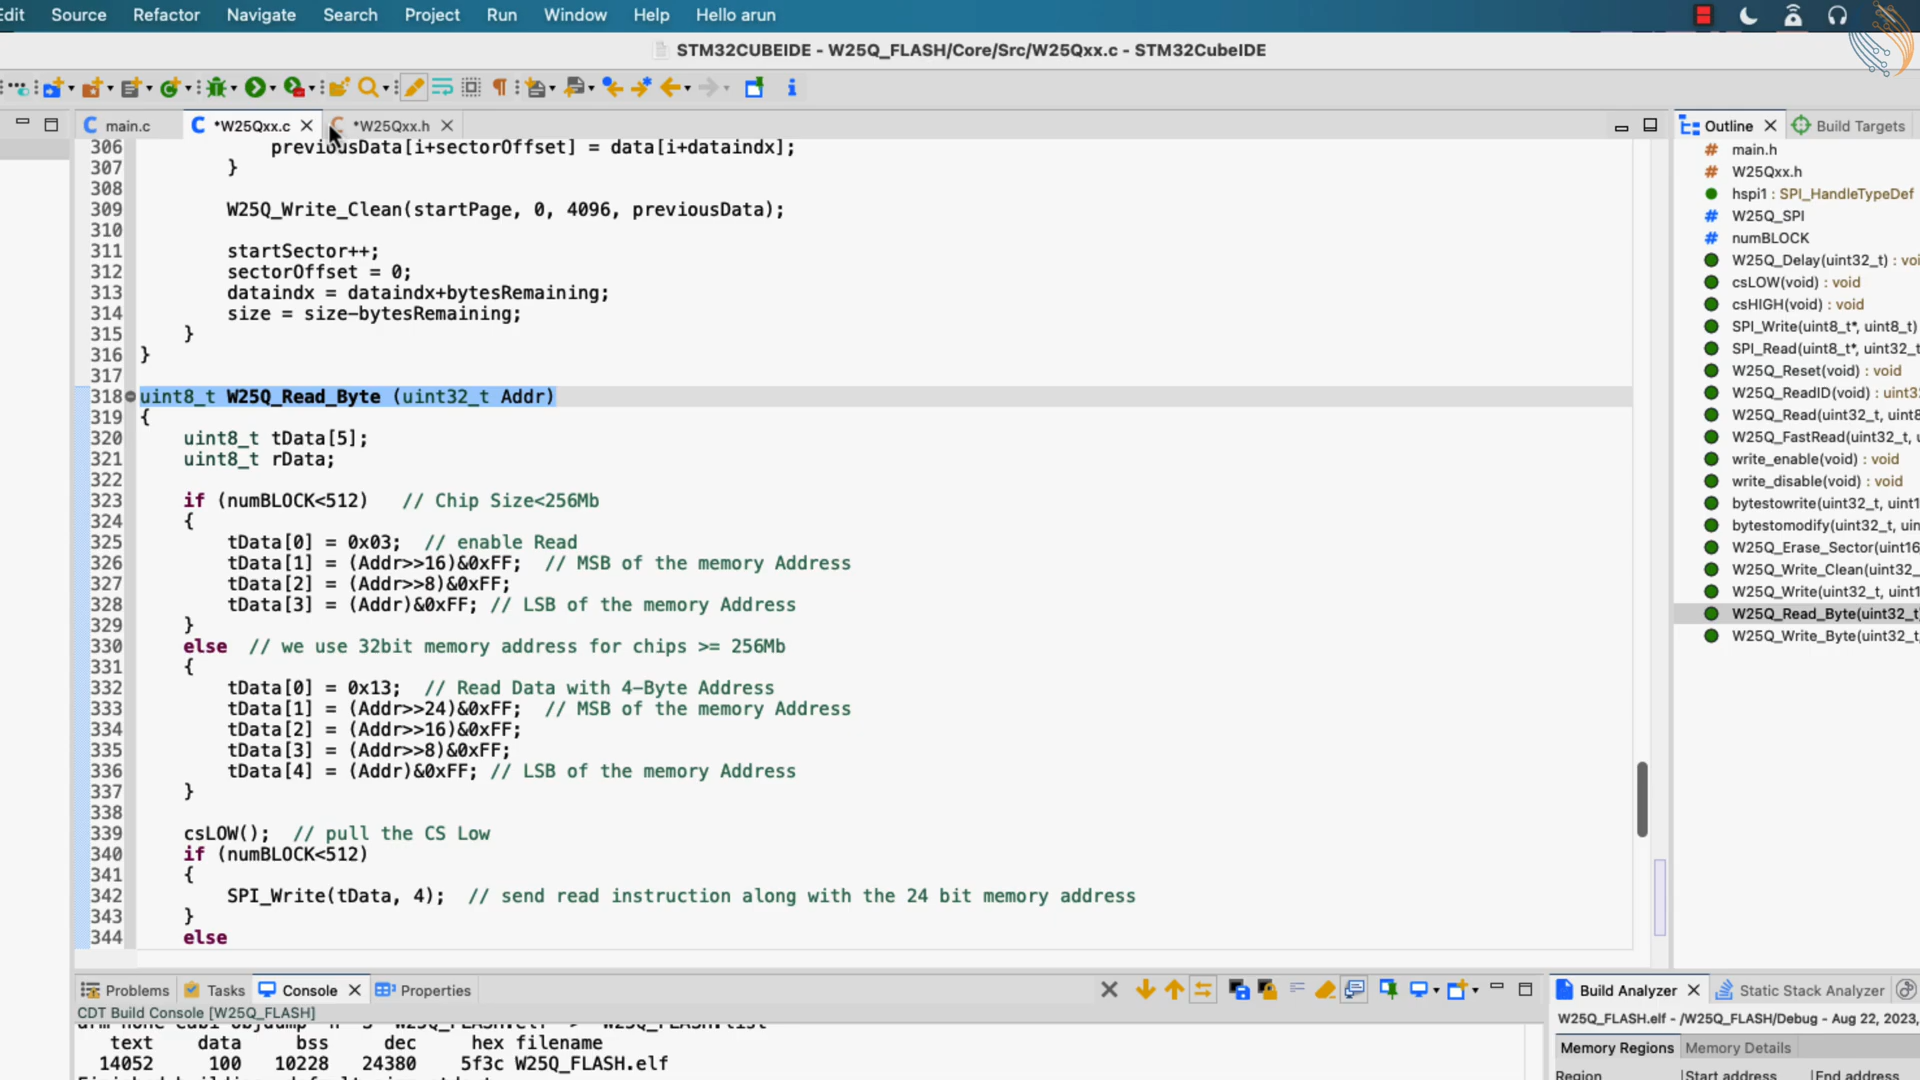 Edit Source Refactor Navigate Search Project Run Window Help Hello arun
STM32CUBEIDE - W25Q_FLASH/Core/Src/W25Qxx.c - STM32CubeIDE
main.c *W25Qxx.c *W25Qxx.h
306 previousData[i+sectorOffset] = data[i+dataindx];
307 }
308
309 W25Q_Write_Clean(startPage, 0, 4096, previousData);
310
311 startSector++;
312 sectorOffset = 0;
313 dataindx = dataindx+bytesRemaining;
314 size = size-bytesRemaining;
315 }
316 }
317
318 uint8_t W25Q_Read_Byte (uint32_t Addr)
319 {
320 uint8_t tData[5];
321 uint8_t rData;
322
323 if (numBLOCK<512) // Chip Size<256Mb
324 {
325 tData[0] = 0x03; // enable Read
326 tData[1] = (Addr>>16)&0xFF; // MSB of the memory Address
327 tData[2] = (Addr>>8)&0xFF;
328 tData[3] = (Addr)&0xFF; // LSB of the memory Address
329 }
330 else // we use 32bit memory address for chips >= 256Mb
331 {
332 tData[0] = 0x13; // Read Data with 4-Byte Address
333 tData[1] = (Addr>>24)&0xFF; // MSB of the memory Address
334 tData[2] = (Addr>>16)&0xFF;
335 tData[3] = (Addr>>8)&0xFF;
336 tData[4] = (Addr)&0xFF; // LSB of the memory Address
337 }
338
339 csLOW(); // pull the CS Low
340 if (numBLOCK<512)
341 {
342 SPI_Write(tData, 4); // send read instruction along with the 24 bit memory address
343 }
344 else
Outline Build Targets
# main.h
# W25Qxx.h
hspi1 : SPI_HandleTypeDef
# W25Q_SPI
# numBLOCK
W25Q_Delay(uint32_t) : voi
csLOW(void) : void
csHIGH(void) : void
SPI_Write(uint8_t*, uint8_t)
SPI_Read(uint8_t*, uint32_t
W25Q_Reset(void) : void
W25Q_ReadID(void) : uint3
W25Q_Read(uint32_t, uint8
W25Q_FastRead(uint32_t, u
write_enable(void) : void
write_disable(void) : void
bytestowrite(uint32_t, uint1
bytestomodify(uint32_t, uin
W25Q_Erase_Sector(uint16
W25Q_Write_Clean(uint32_
W25Q_Write(uint32_t, uint1
W25Q_Read_Byte(uint32_t
W25Q_Write_Byte(uint32_t,
Problems Tasks Console Properties
CDT Build Console [W25Q_FLASH]
text data bss dec hex filename
14052 100 10228 24380 5f3c W25Q_FLASH.elf
Build Analyzer Static Stack Analyzer
W25Q_FLASH.elf - /W25Q_FLASH/Debug - Aug 22, 2023,
Memory Regions Memory Details
Region Start address End address